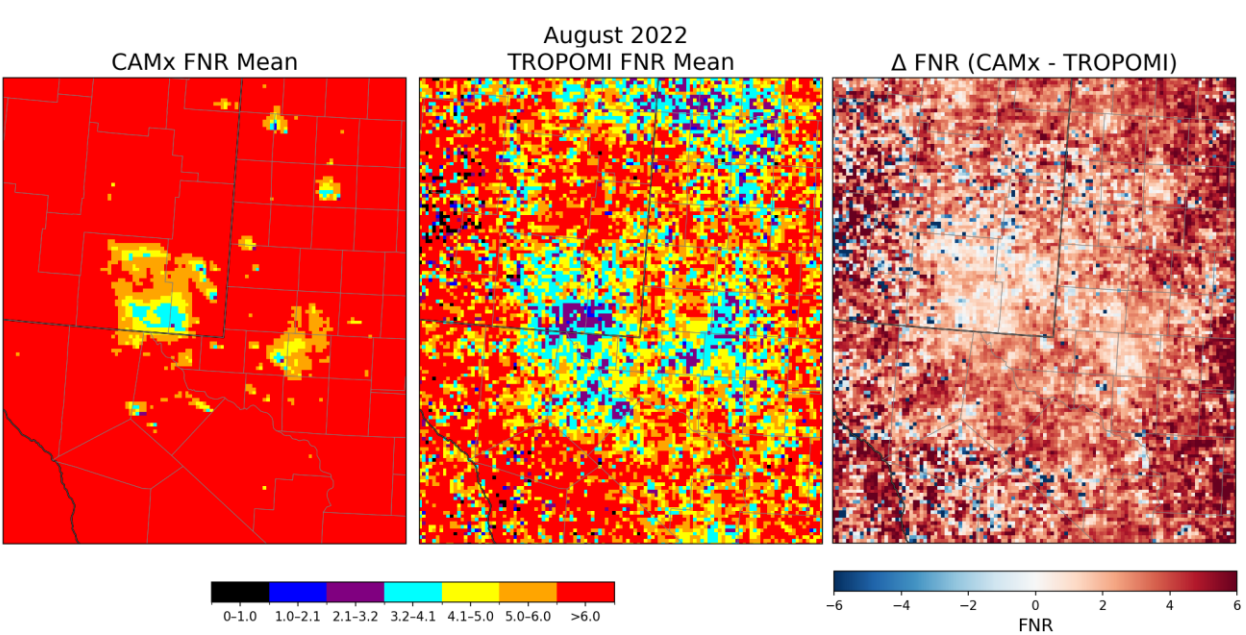 August 2022
CAMx FNR Mean
TROPOMI FNR Mean
Δ FNR (CAMx - TROPOMI)
0–1.0 1.0–2.1 2.1–3.2 3.2–4.1 4.1–5.0 5.0–6.0 >6.0
−6 −4 −2 0 2 4 6
FNR